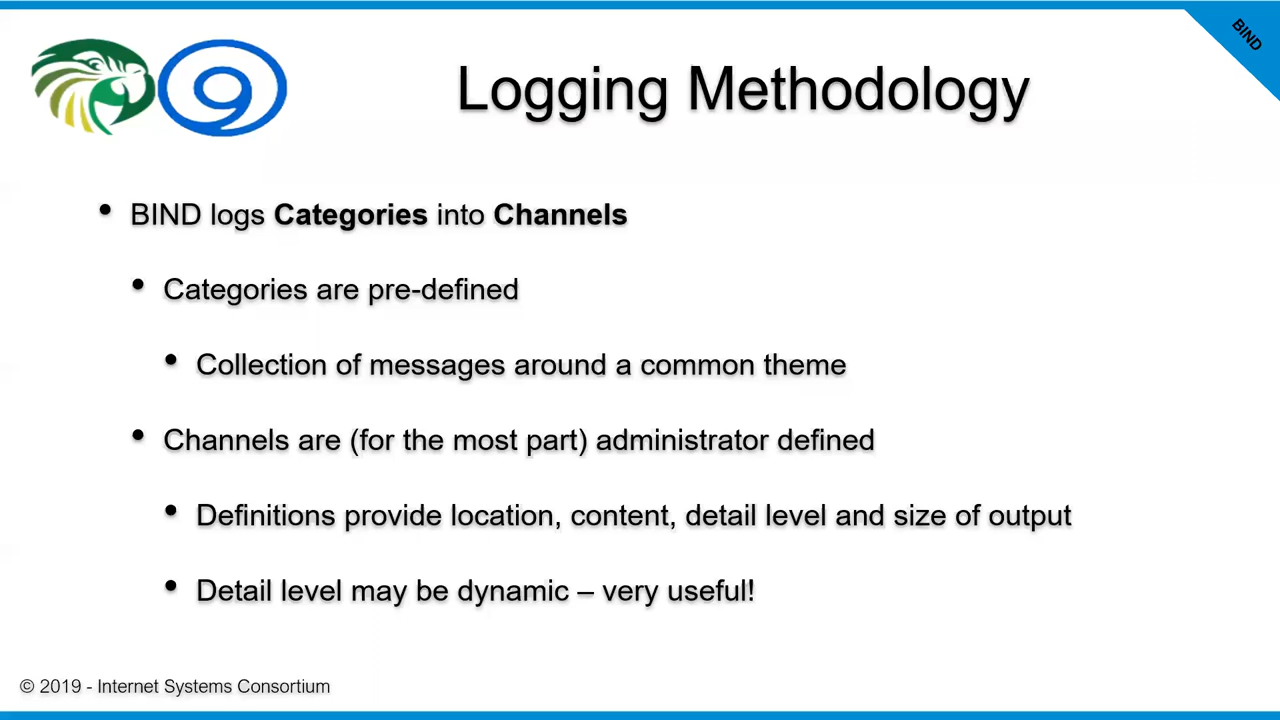 BIND
9
Logging Methodology
• BIND logs Categories into Channels
• Categories are pre-defined
• Collection of messages around a common theme
• Channels are (for the most part) administrator defined
• Definitions provide location, content, detail level and size of output
• Detail level may be dynamic – very useful!
© 2019 - Internet Systems Consortium